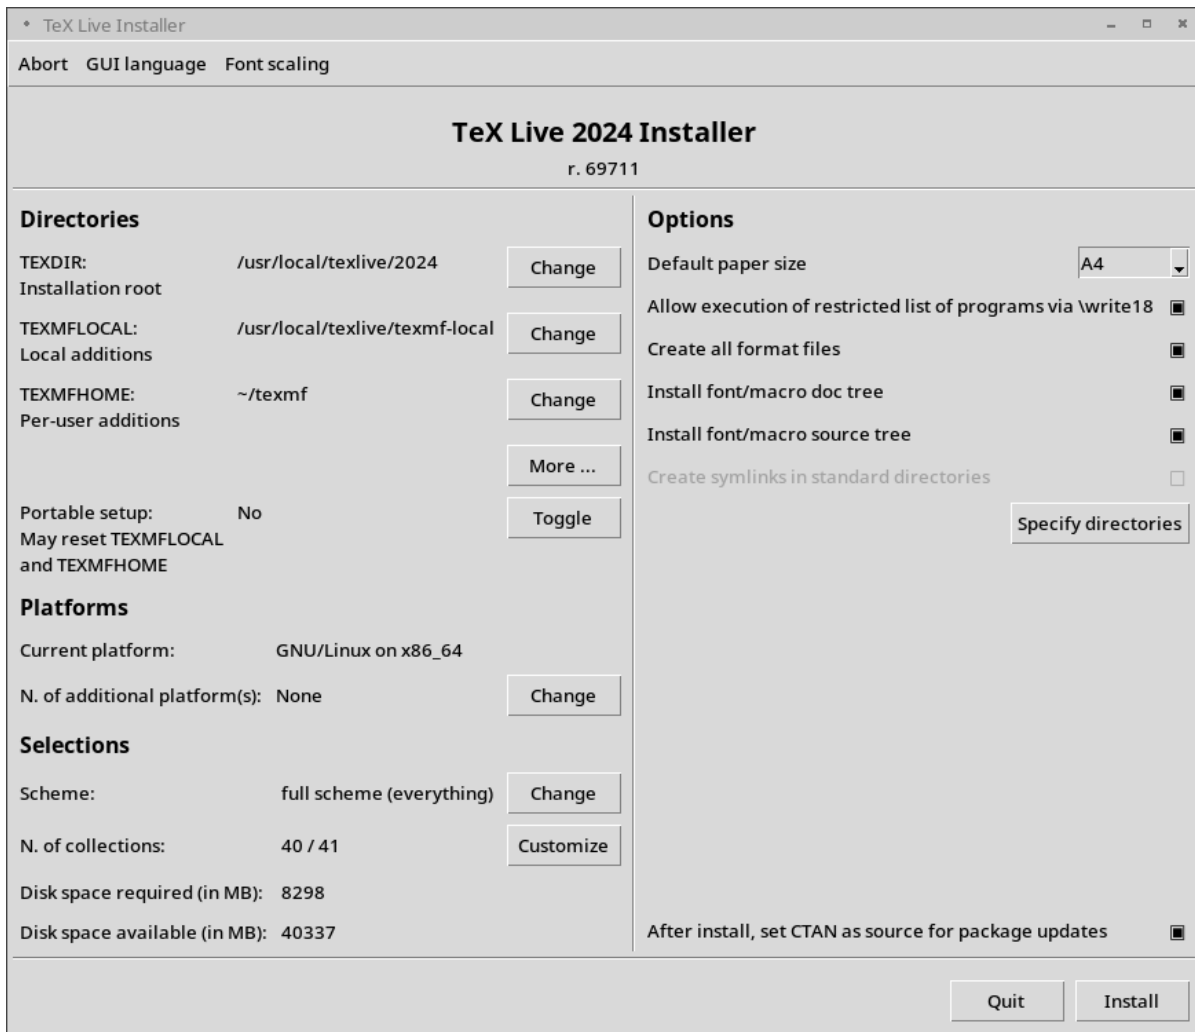 TeX Live Installer
Abort GUI language Font scaling
TeX Live 2024 Installer
r. 69711
Directories
TEXDIR: /usr/local/texlive/2024 Change
Installation root
TEXMFLOCAL: /usr/local/texlive/texmf-local Change
Local additions
TEXMFHOME: ~/texmf Change
Per-user additions
More ...
Portable setup: No Toggle
May reset TEXMFLOCAL
and TEXMFHOME
Platforms
Current platform: GNU/Linux on x86_64
N. of additional platform(s): None Change
Selections
Scheme: full scheme (everything) Change
N. of collections: 40 / 41 Customize
Disk space required (in MB): 8298
Disk space available (in MB): 40337
Options
Default paper size A4
Allow execution of restricted list of programs via \write18
Create all format files
Install font/macro doc tree
Install font/macro source tree
Create symlinks in standard directories
Specify directories
After install, set CTAN as source for package updates
Quit Install